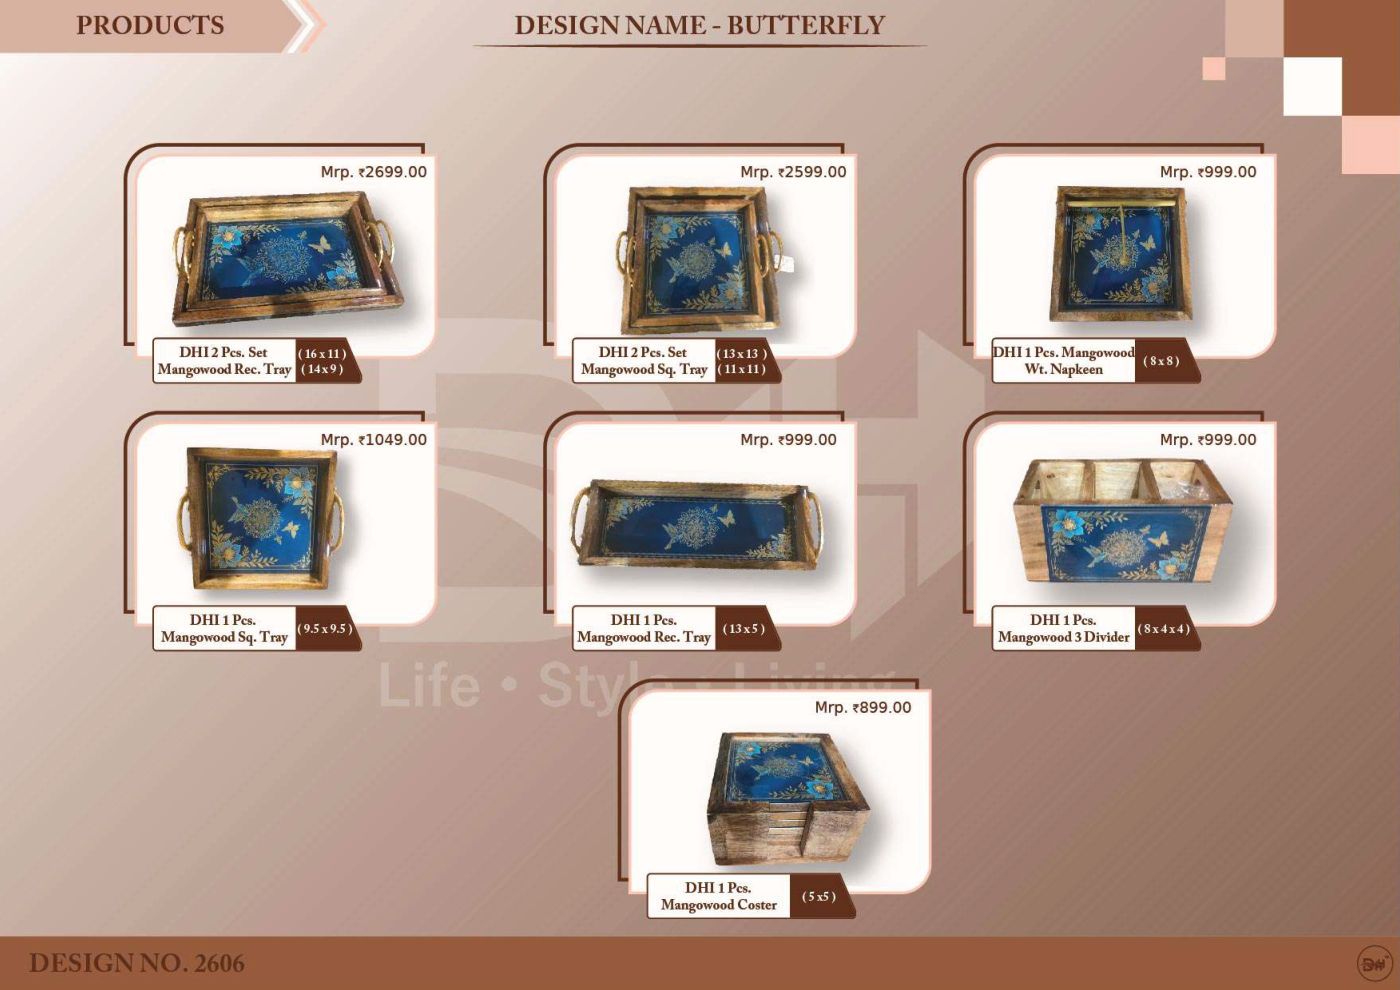 PRODUCTS
DESIGN NAME - BUTTERFLY
Mrp. ₹2699.00
DHI 2 Pcs. Set
Mangowood Rec. Tray
( 16 x 11 )
( 14 x 9 )
Mrp. ₹2599.00
DHI 2 Pcs. Set
Mangowood Sq. Tray
( 13 x 13 )
( 11 x 11 )
Mrp. ₹999.00
DHI 1 Pcs. Mangowood
Wt. Napkeen
( 8 x 8 )
Mrp. ₹1049.00
DHI 1 Pcs.
Mangowood Sq. Tray
( 9.5 x 9.5 )
Mrp. ₹999.00
DHI 1 Pcs.
Mangowood Rec. Tray
( 13 x 5 )
Mrp. ₹999.00
DHI 1 Pcs.
Mangowood 3 Divider
( 8 x 4 x 4 )
Life • Style • Living
Mrp. ₹899.00
DHI 1 Pcs.
Mangowood Coster
( 5 x5 )
DESIGN NO. 2606
DH